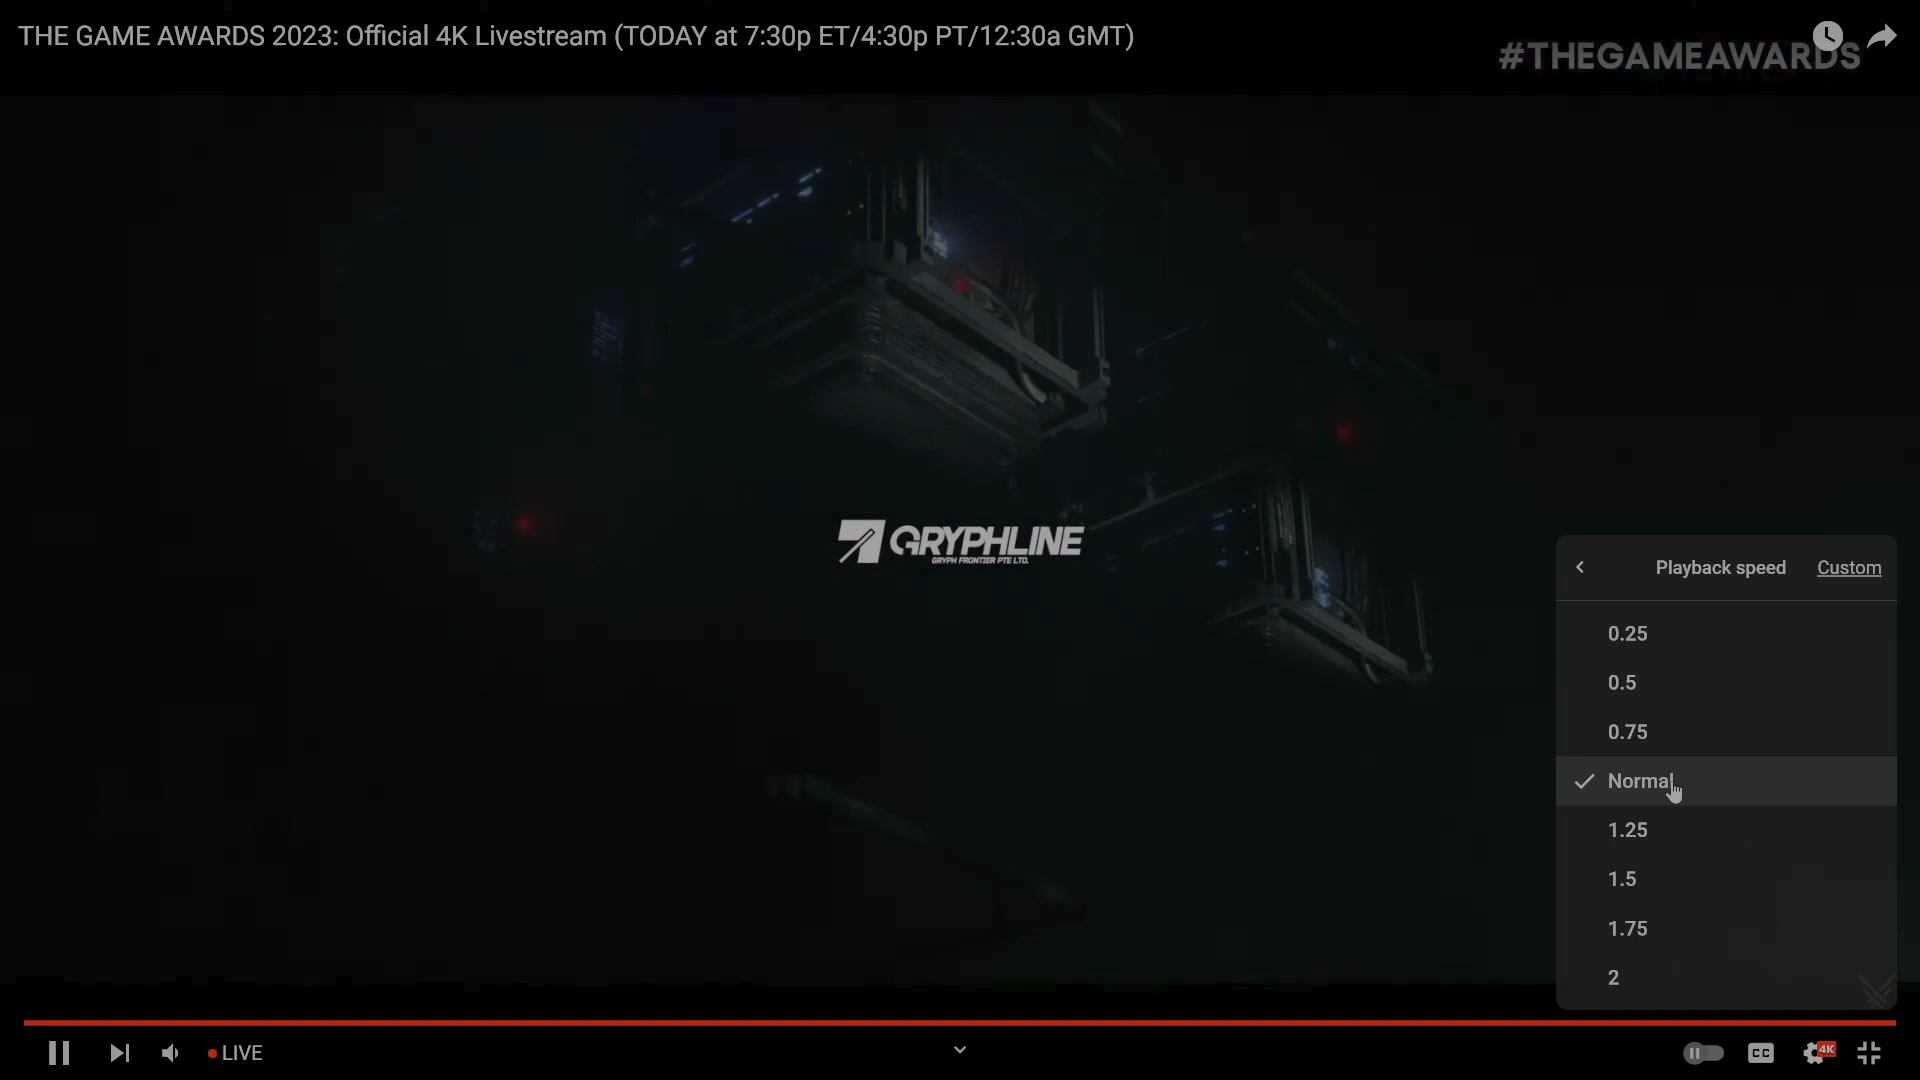 THE GAME AWARDS 2023: Official 4K Livestream (TODAY at 7:30p ET/4:30p PT/12:30a GMT)
#THEGAMEAWARDS
GRYPHLINE
GRYPH FRONTIER PTE LTD.
Playback speed Custom
0.25
0.5
0.75
Normal
1.25
1.5
1.75
2
LIVE
CC
4K